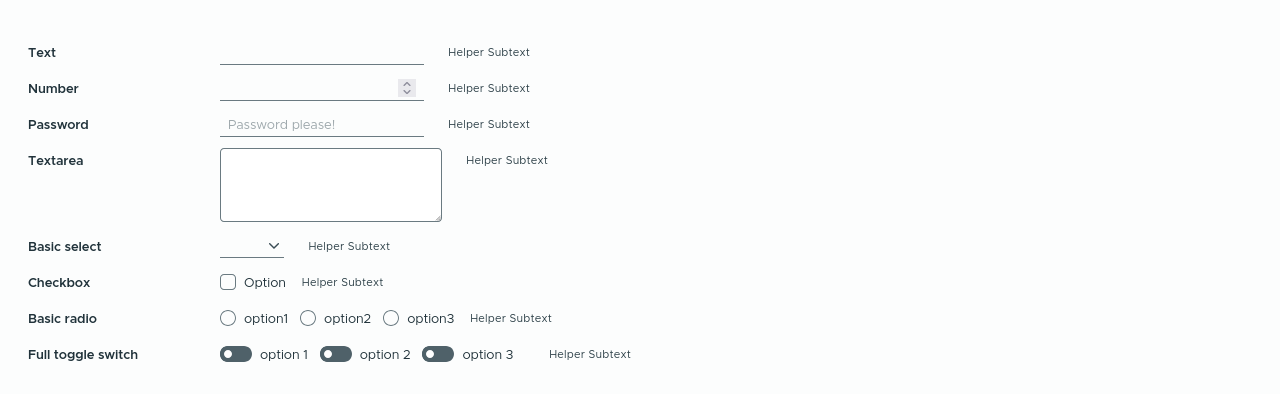 Text Helper Subtext
Number Helper Subtext
Password Password please! Helper Subtext
Textarea Helper Subtext
Basic select Helper Subtext
Checkbox Option Helper Subtext
Basic radio option1 option2 option3 Helper Subtext
Full toggle switch option 1 option 2 option 3 Helper Subtext